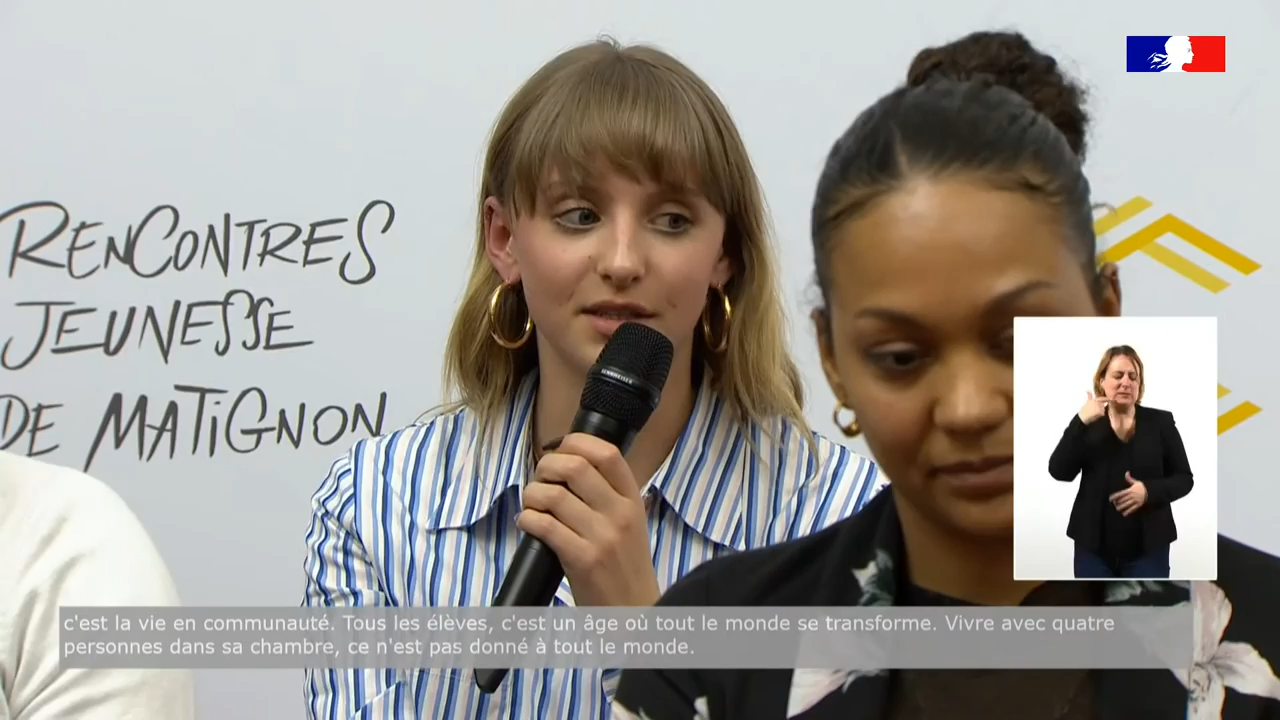 RENCONTRES
JEUNESSE
DE MATIGNON
SENNHEISER
c'est la vie en communauté. Tous les élèves, c'est un âge où tout le monde se transforme. Vivre avec quatre
personnes dans sa chambre, ce n'est pas donné à tout le monde.